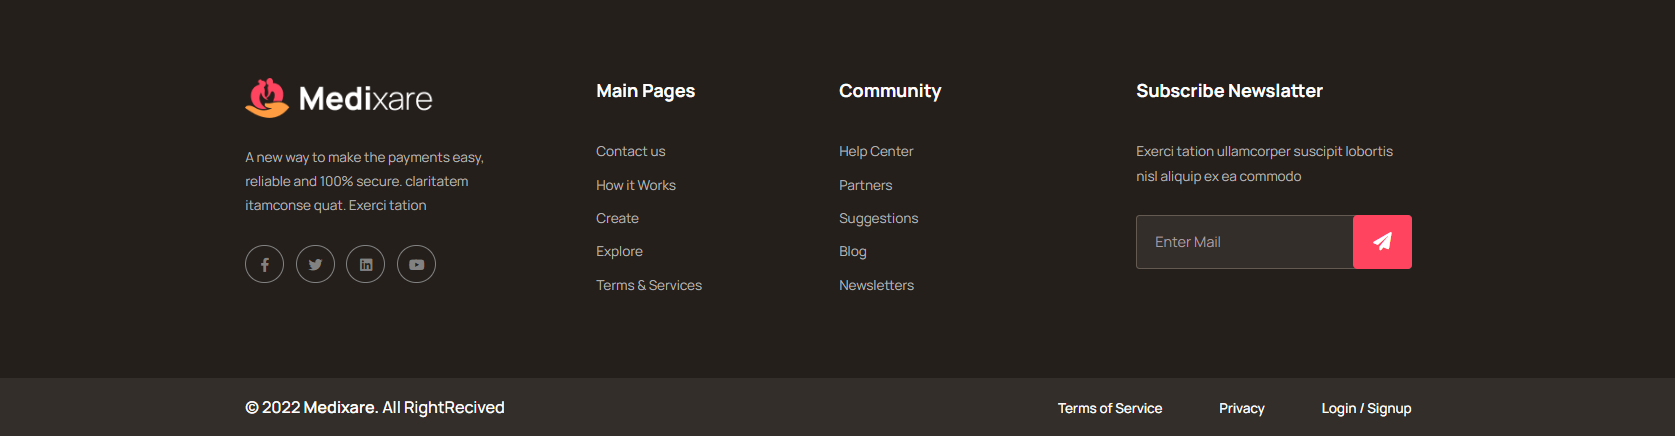 Medixare
A new way to make the payments easy,
reliable and 100% secure. claritatem
itamconse quat. Exerci tation
Main Pages
Contact us
How it Works
Create
Explore
Terms & Services
Community
Help Center
Partners
Suggestions
Blog
Newsletters
Subscribe Newslatter
Exerci tation ullamcorper suscipit lobortis
nisl aliquip ex ea commodo
Enter Mail
© 2022 Medixare. All RightRecived
Terms of Service
Privacy
Login / Signup